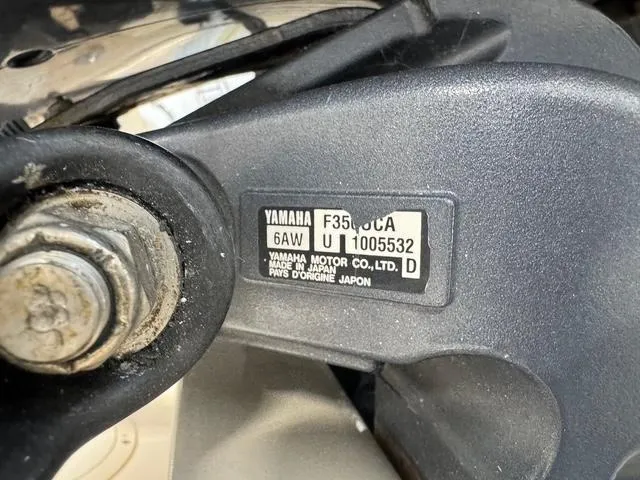 YAMAHA
6AW U 1005532
YAMAHA MOTOR CO.,LTD. D
MADE IN JAPAN
PAYS D'ORIGINE JAPON